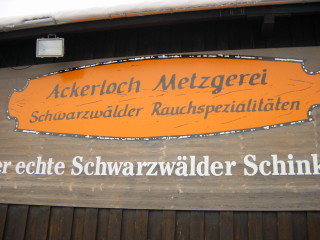 Ackerloch Metzgerei
Schwarzwälder Rauchspezialitäten
er echte Schwarzwälder Schink